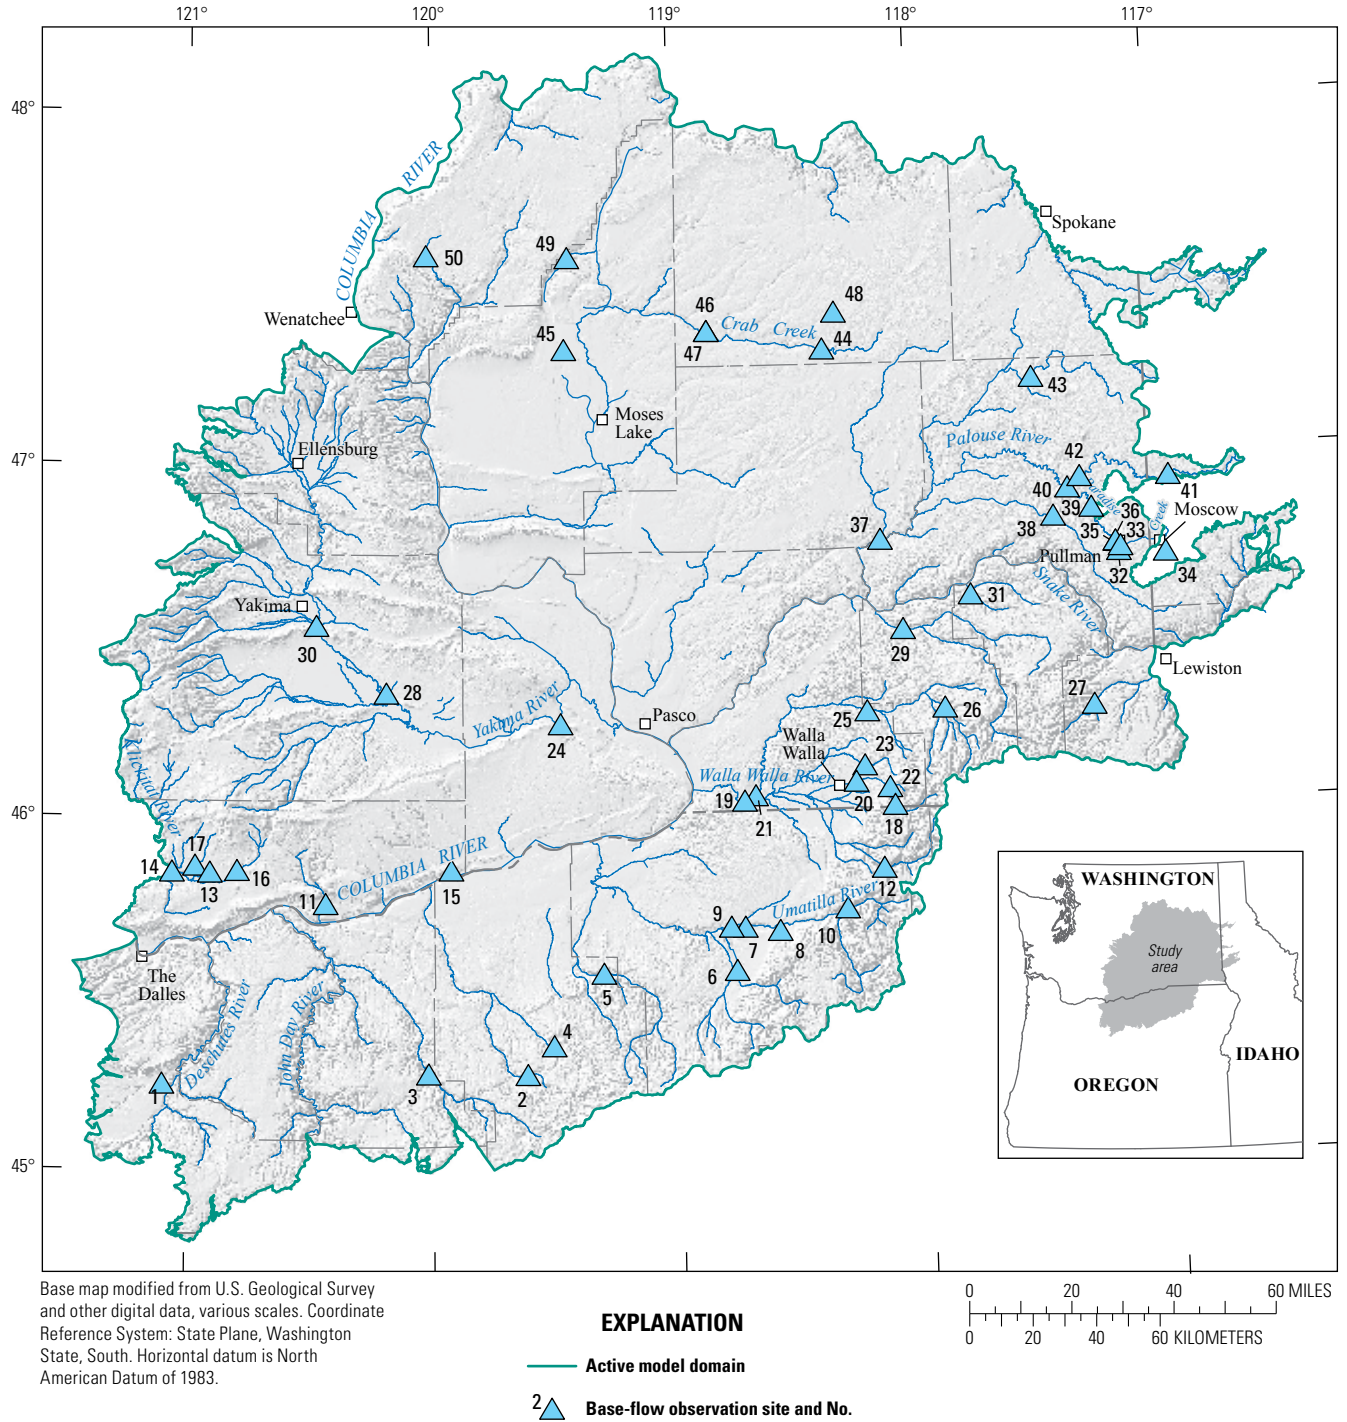 121° 120° 119° 118° 117°
48°
COLUMBIA RIVER
Spokane
50
49
Wenatchee
46
48
Crab Creek
44
45
47
43
Moses
Lake
Palouse River
Ellensburg
47°
42
41
40
Paradise Creek
39
36
Moscow
38
37
35
33
Pullman
32
34
Snake River
31
Yakima
30
29
Lewiston
28
27
Yakima River
Pasco
24
25
26
Walla
Walla
23
Klickitat River
Walla Walla River
22
20
19
21
18
46°
17
14
13
16
COLUMBIA RIVER
15
11
12
Umatilla River
9
7
8
10
6
5
The
Dalles
Deschutes River
John Day River
4
1
3
2
45°
WASHINGTON
Study
area
IDAHO
OREGON
Base map modified from U.S. Geological Survey
and other digital data, various scales. Coordinate
Reference System: State Plane, Washington
State, South. Horizontal datum is North
American Datum of 1983.
0 20 40 60 MILES
0 20 40 60 KILOMETERS
EXPLANATION
Active model domain
2 Base-flow observation site and No.